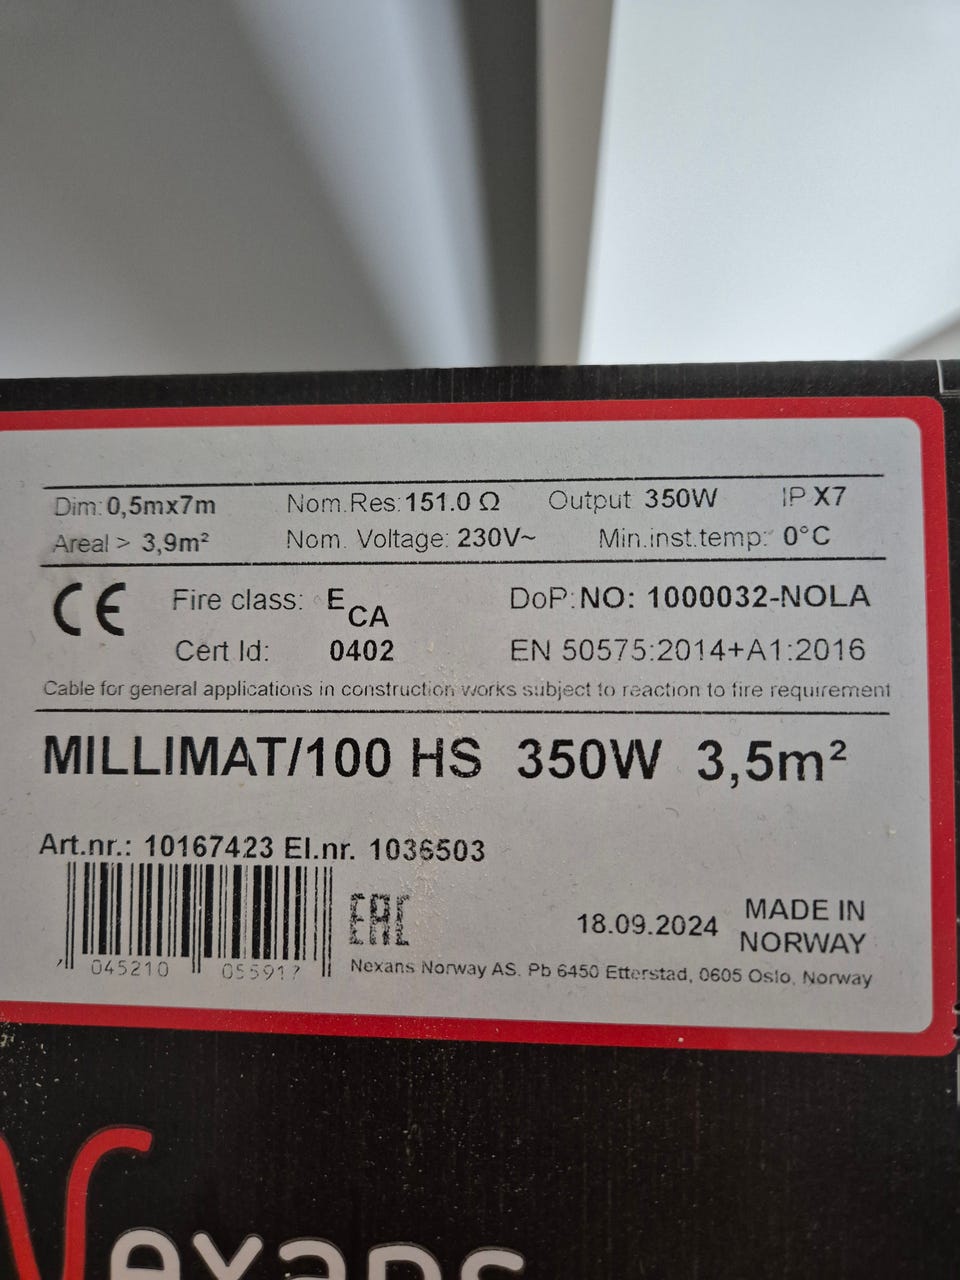 Dim: 0,5mx7m Nom.Res: 151.0 Ω Output 350W IP X7
Areal > 3,9m² Nom. Voltage: 230V~ Min.inst.temp: 0°C
CE Fire class: ECA DoP: NO: 1000032-NOLA
Cert Id: 0402 EN 50575:2014+A1:2016
Cable for general applications in construction works subject to reaction to fire requirement
MILLIMAT/100 HS 350W 3,5m²
Art.nr.: 10167423 El.nr. 1036503
EAC
18.09.2024 MADE IN
NORWAY
7 045210 055917
Nexans Norway AS. Pb 6450 Etterstad, 0605 Oslo, Norway
Nexans